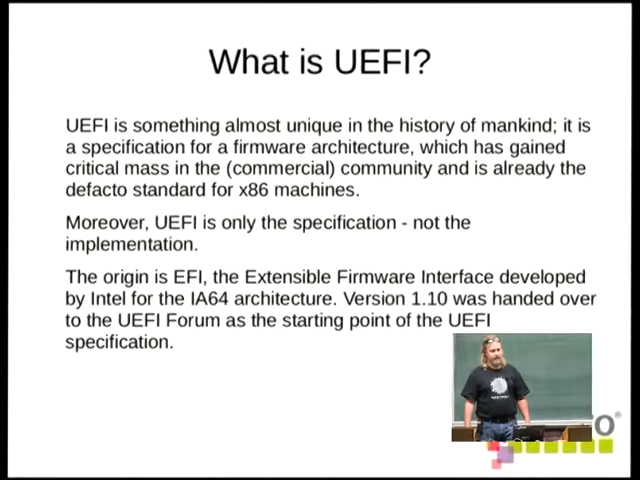 What is UEFI?
UEFI is something almost unique in the history of mankind; it is
a specification for a firmware architecture, which has gained
critical mass in the (commercial) community and is already the
defacto standard for x86 machines.
Moreover, UEFI is only the specification - not the
implementation.
The origin is EFI, the Extensible Firmware Interface developed
by Intel for the IA64 architecture. Version 1.10 was handed over
to the UEFI Forum as the starting point of the UEFI
specification.